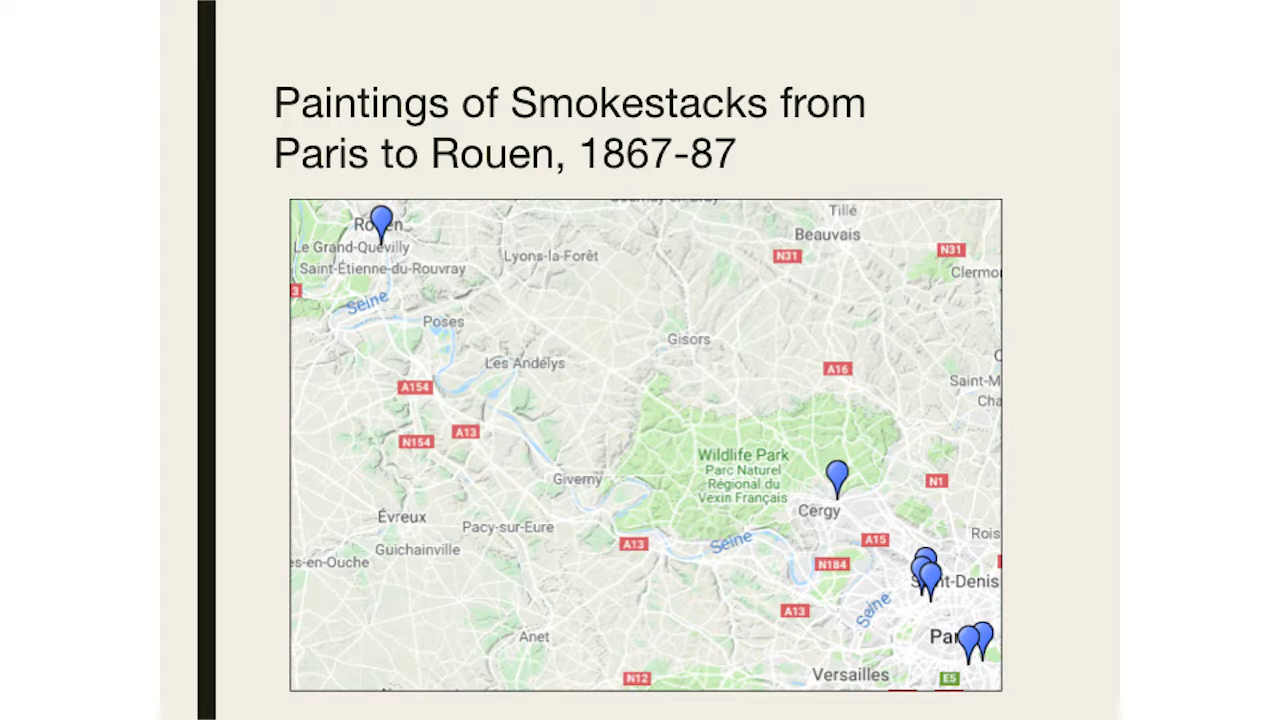 Paintings of Smokestacks from
Paris to Rouen, 1867-87
Tillé
Beauvais
N31
N31
Le Grand-Quevilly
Lyons-la-Forêt
Saint-Étienne-du-Rouvray
Seine
Poses
Gisors
Les Andelys
A16
A154
A13
N154
Wildlife Park
Parc Naturel
Régional du
Vexin Français
Giverny
N1
Cergy
Évreux
Pacy-sur-Eure
A15
Seine
A13
Guichainville
N184
Seine
A13
Anet
Versailles
N12
E5